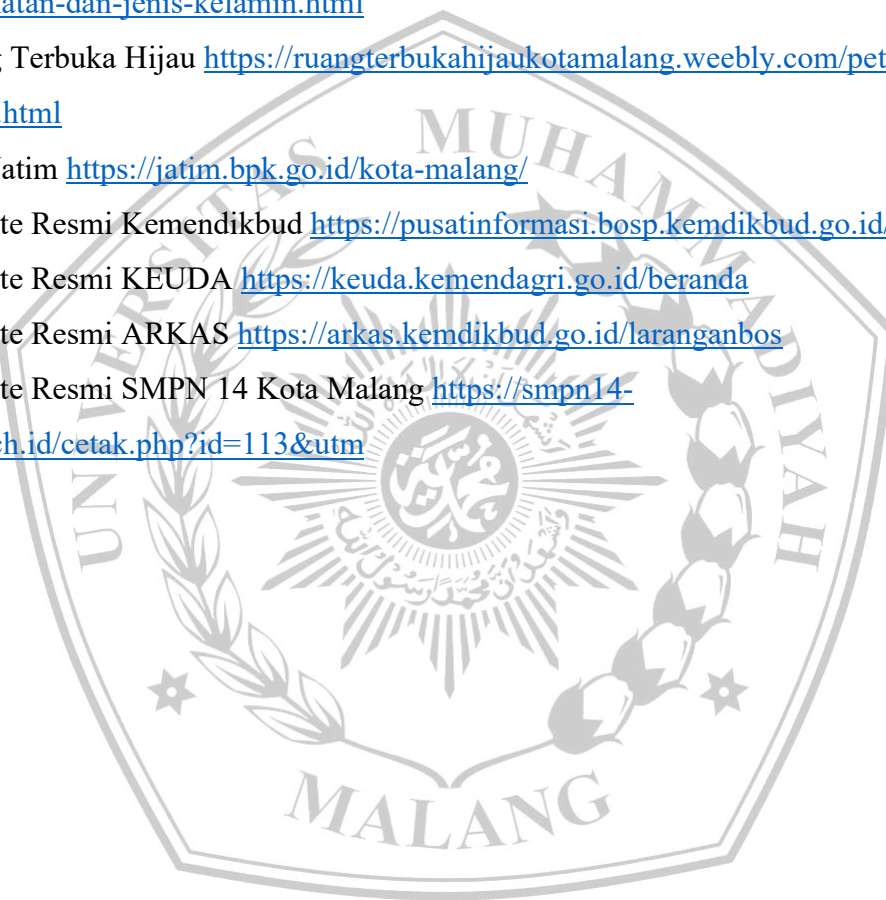 atan-dan-jenis-kelamin.html
Terbuka Hijau https://ruangterbukahijaukotamalang.weebly.com/pet
.html
Jatim https://jatim.bpk.go.id/kota-malang/
te Resmi Kemendikbud https://pusatinformasi.bosp.kemdikbud.go.id/
te Resmi KEUDA https://keuda.kemendagri.go.id/beranda
te Resmi ARKAS https://arkas.kemdikbud.go.id/laranganbos
te Resmi SMPN 14 Kota Malang https://smpn14-
ch.id/cetak.php?id=113&utm
UNIVERSITAS MUHAMMADIYAH
MALANG